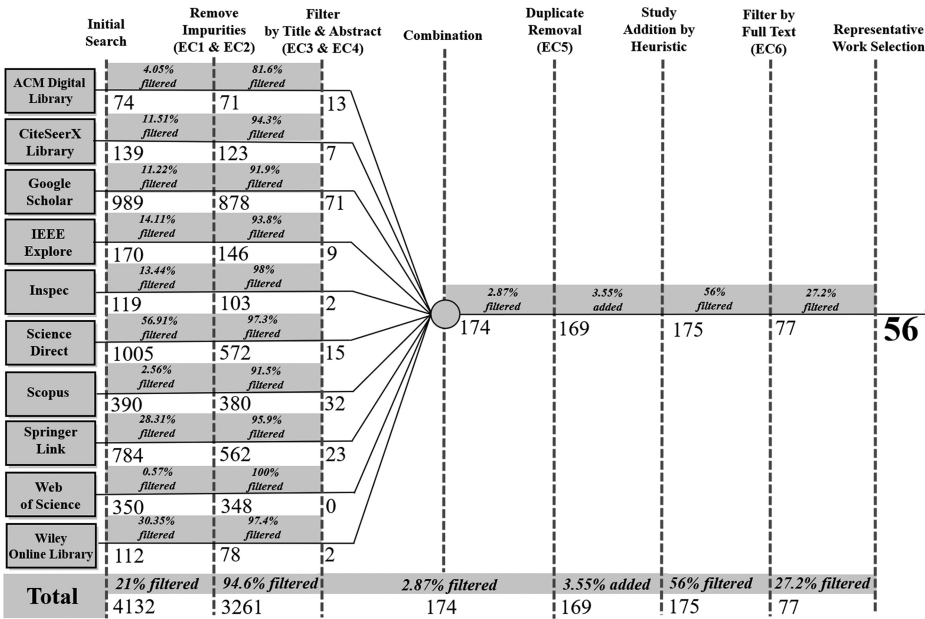 Initial
Search
Remove
Impurities
(EC1 & EC2)
Filter
by Title & Abstract
(EC3 & EC4)
Combination
Duplicate
Removal
(EC5)
Study
Addition by
Heuristic
Filter by
Full Text
(EC6)
Representative
Work Selection
ACM Digital
Library
4.05%
filtered
81.6%
filtered
74
71
13
CiteSeerX
Library
11.51%
filtered
94.3%
filtered
139
123
7
Google
Scholar
11.22%
filtered
91.9%
filtered
989
878
71
IEEE
Explore
14.11%
filtered
93.8%
filtered
170
146
9
Inspec
13.44%
filtered
98%
filtered
119
103
2
Science
Direct
56.91%
filtered
97.3%
filtered
1005
572
15
Scopus
2.56%
filtered
91.5%
filtered
390
380
32
Springer
Link
28.31%
filtered
95.9%
filtered
784
562
23
Web
of Science
0.57%
filtered
100%
filtered
350
348
0
Wiley
Online Library
30.35%
filtered
97.4%
filtered
112
78
2
2.87%
filtered
3.55%
added
56%
filtered
27.2%
filtered
174
169
175
77
56
Total
21% filtered
94.6% filtered
2.87% filtered
3.55% added
56% filtered
27.2% filtered
4132
3261
174
169
175
77